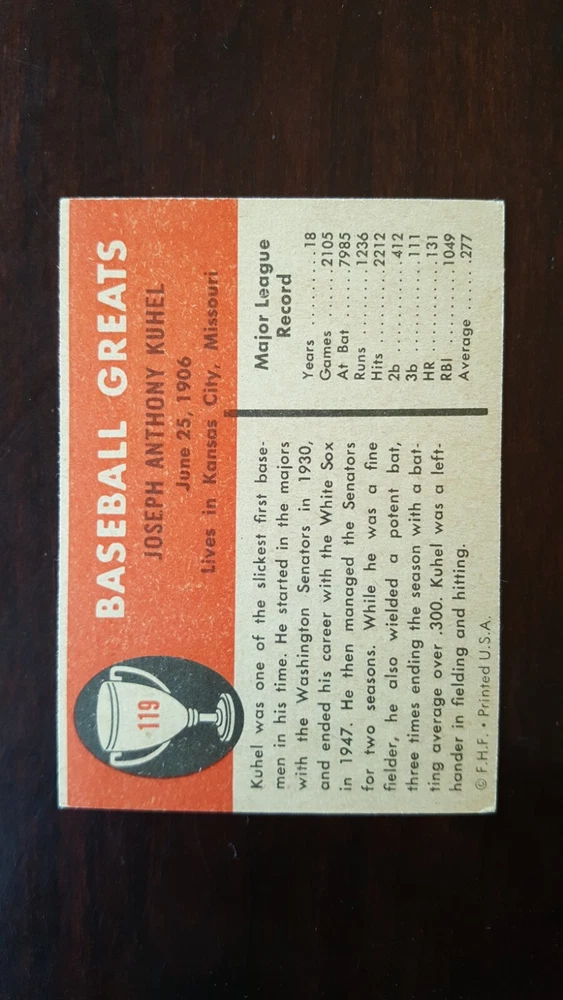 119
BASEBALL GREATS
JOSEPH ANTHONY KUHEL
June 25, 1906
Lives in Kansas City, Missouri
Kuhel was one of the slickest first base-
men in his time. He started in the majors
with the Washington Senators in 1930,
and ended his career with the White Sox
in 1947. He then managed the Senators
for two seasons. While he was a fine
fielder, he also wielded a potent bat,
three times ending the season with a bat-
ting average over .300. Kuhel was a left-
hander in fielding and hitting.
© F.H.F. • Printed U.S.A.
Major League
Record
Years .......... 18
Games ...... 2105
At Bat ...... 7985
Runs ........ 1236
Hits ......... 2212
2b ........... 412
3b ........... 111
HR ........... 131
RBI ......... 1049
Average ...... 277